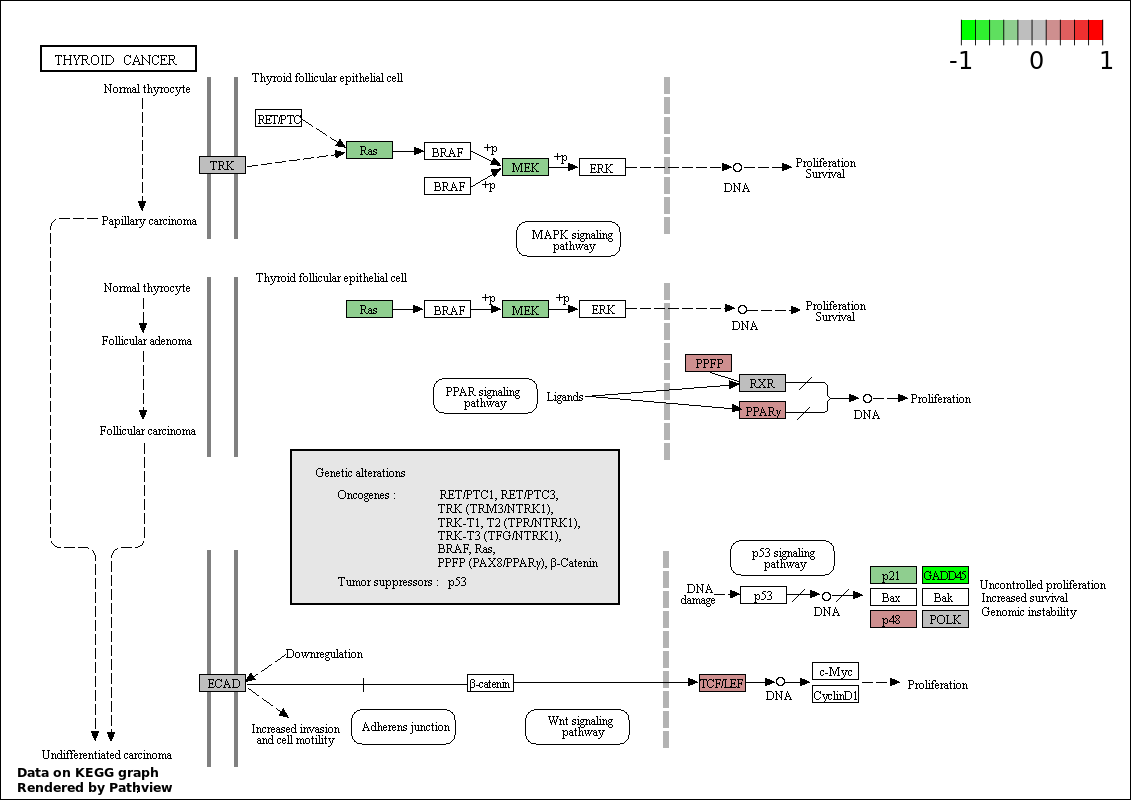 -1 0 1
THYROID CANCER
Thyroid follicular epithelial cell
Normal thyrocyte
RET/PTC
TRK
Ras
BRAF
+p
BRAF
+p
MEK
+p
ERK
DNA
Proliferation
Survival
Papillary carcinoma
MAPK signaling
pathway
Thyroid follicular epithelial cell
Normal thyrocyte
Ras
BRAF
+p
MEK
+p
ERK
DNA
Proliferation
Survival
Follicular adenoma
PPFP
RXR
PPARγ
PPAR signaling
pathway
Ligands
DNA
Proliferation
Follicular carcinoma
Genetic alterations
Oncogenes :
RET/PTC1, RET/PTC3,
TRK (TRM3/NTRK1),
TRK-T1, T2 (TPR/NTRK1),
TRK-T3 (TFG/NTRK1),
BRAF, Ras,
PPFP (PAX8/PPARγ), β-Catenin
Tumor suppressors : p53
p53 signaling
pathway
DNA
damage
p53
DNA
p21
GADD45
Bax
Bak
p48
POLK
Uncontrolled proliferation
Increased survival
Genomic instability
Downregulation
ECAD
β-catenin
TCF/LEF
DNA
c-Myc
CyclinD1
Proliferation
Increased invasion
and cell motility
Adherens junction
Wnt signaling
pathway
Undifferentiated carcinoma
Data on KEGG graph
Rendered by Pathview